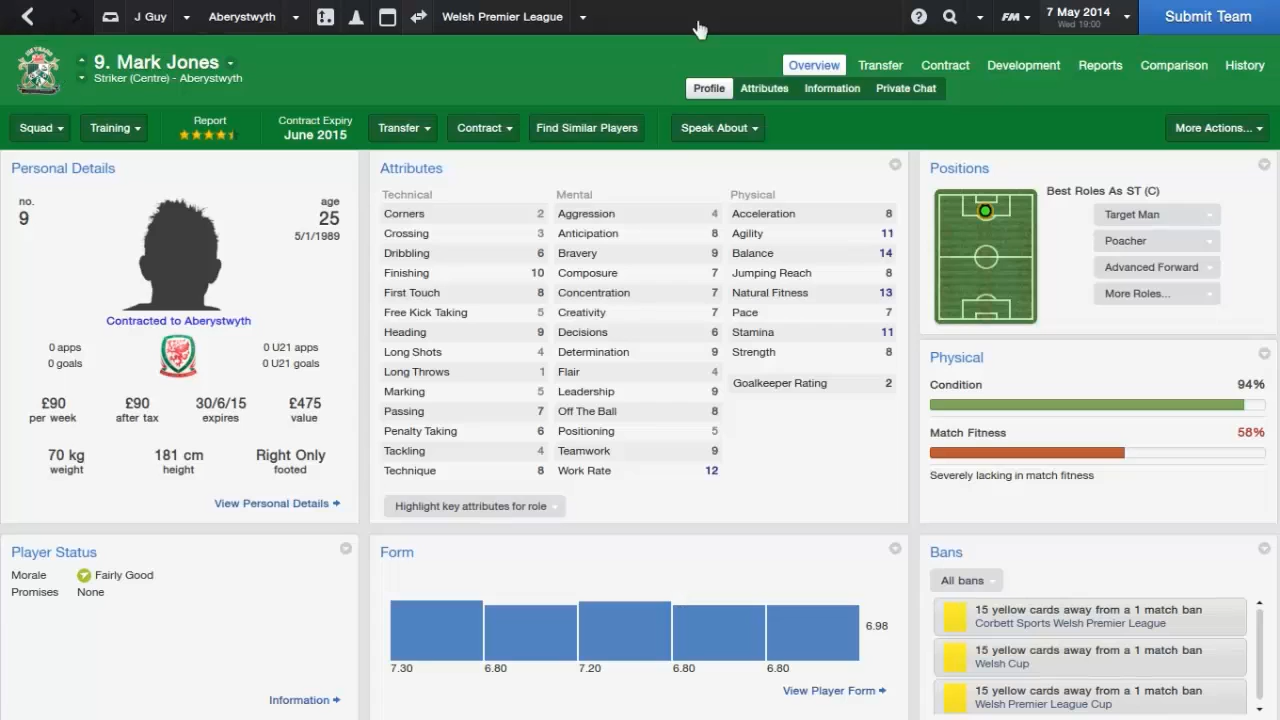 J Guy
Aberystwyth
Welsh Premier League
FM
7 May 2014
Wed 19:00
Submit Team
9. Mark Jones
Striker (Centre) - Aberystwyth
Overview
Transfer
Contract
Development
Reports
Comparison
History
Profile
Attributes
Information
Private Chat
Squad
Training
Report
Contract Expiry
June 2015
Transfer
Contract
Find Similar Players
Speak About
More Actions...
Personal Details
no.
9
age
25
5/1/1989
Contracted to Aberystwyth
0 apps
0 goals
0 U21 apps
0 U21 goals
£90
per week
£90
after tax
30/6/15
expires
£475
value
70 kg
weight
181 cm
height
Right Only
footed
View Personal Details
Attributes
Technical
Corners 2
Crossing 3
Dribbling 6
Finishing 10
First Touch 8
Free Kick Taking 5
Heading 9
Long Shots 4
Long Throws 1
Marking 5
Passing 7
Penalty Taking 6
Tackling 4
Technique 8
Mental
Aggression 4
Anticipation 8
Bravery 9
Composure 7
Concentration 7
Creativity 7
Decisions 6
Determination 9
Flair 4
Leadership 9
Off The Ball 8
Positioning 5
Teamwork 9
Work Rate 12
Physical
Acceleration 8
Agility 11
Balance 14
Jumping Reach 8
Natural Fitness 13
Pace 7
Stamina 11
Strength 8
Goalkeeper Rating 2
Highlight key attributes for role
Positions
Best Roles As ST (C)
Target Man
Poacher
Advanced Forward
More Roles...
Physical
Condition 94%
Match Fitness 58%
Severely lacking in match fitness
Player Status
Morale Fairly Good
Promises None
Information
Form
6.98
7.30 6.80 7.20 6.80 6.80
View Player Form
Bans
All bans
15 yellow cards away from a 1 match ban
Corbett Sports Welsh Premier League
15 yellow cards away from a 1 match ban
Welsh Cup
15 yellow cards away from a 1 match ban
Welsh Premier League Cup